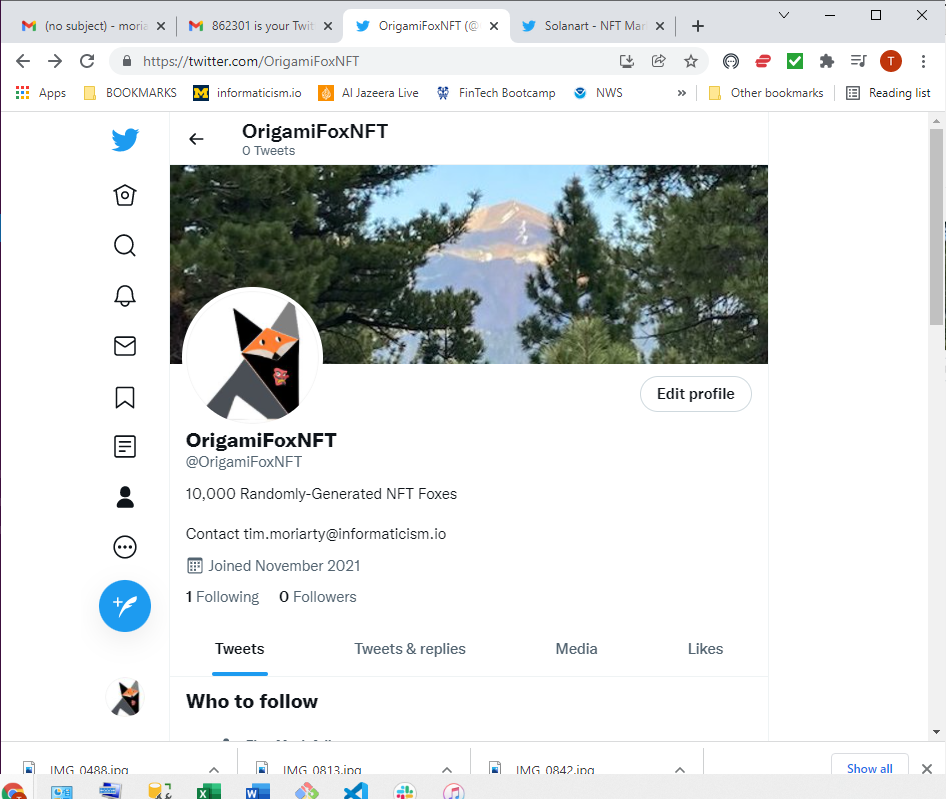 (no subject) - moria
862301 is your Twit
OrigamiFoxNFT (@
Solanart - NFT Mar
https://twitter.com/OrigamiFoxNFT
T
Apps
BOOKMARKS
informaticism.io
Al Jazeera Live
FinTech Bootcamp
NWS
»
Other bookmarks
Reading list
OrigamiFoxNFT
0 Tweets
Edit profile
OrigamiFoxNFT
@OrigamiFoxNFT
10,000 Randomly-Generated NFT Foxes
Contact tim.moriarty@informaticism.io
Joined November 2021
1 Following 0 Followers
Tweets
Tweets & replies
Media
Likes
Who to follow
IMG_0488.jpg
IMG_0813.jpg
IMG_0842.jpg
Show all